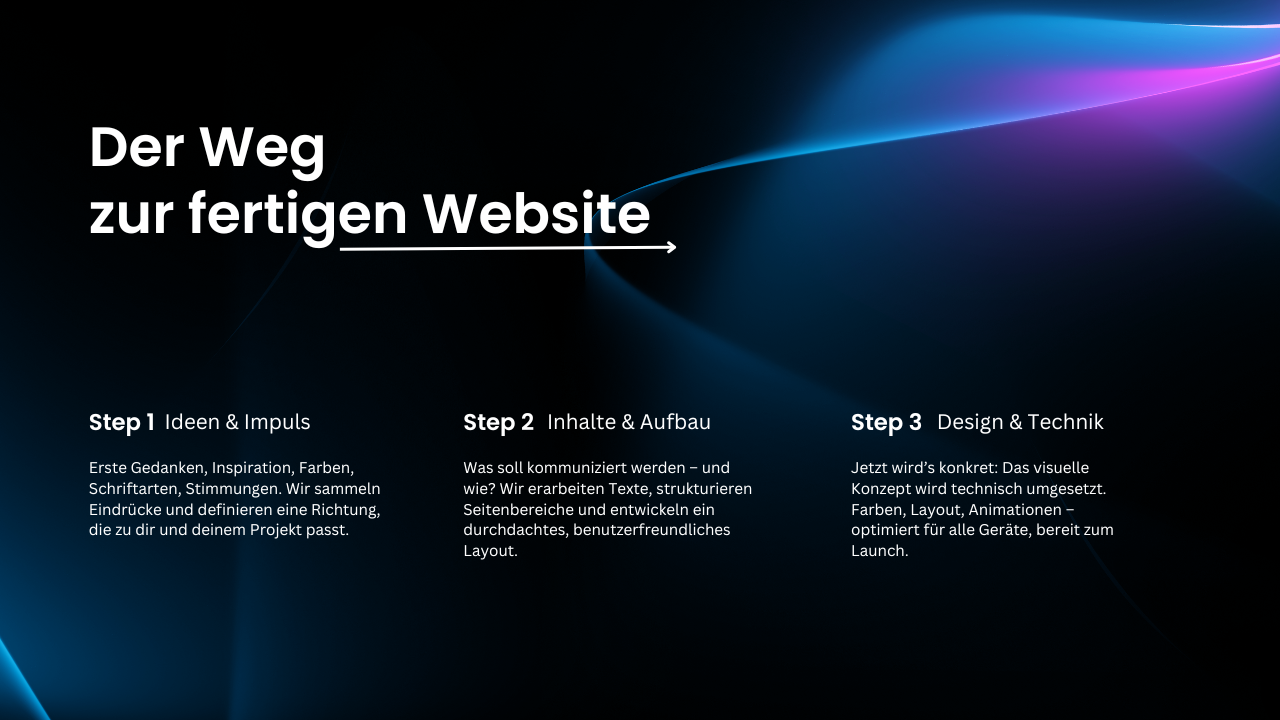 Der Weg
zur fertigen Website
Step 1 Ideen & Impuls
Erste Gedanken, Inspiration, Farben,
Schriftarten, Stimmungen. Wir sammeln
Eindrücke und definieren eine Richtung,
die zu dir und deinem Projekt passt.
Step 2 Inhalte & Aufbau
Was soll kommuniziert werden – und
wie? Wir erarbeiten Texte, strukturieren
Seitenbereiche und entwickeln ein
durchdachtes, benutzerfreundliches
Layout.
Step 3 Design & Technik
Jetzt wird’s konkret: Das visuelle
Konzept wird technisch umgesetzt.
Farben, Layout, Animationen –
optimiert für alle Geräte, bereit zum
Launch.